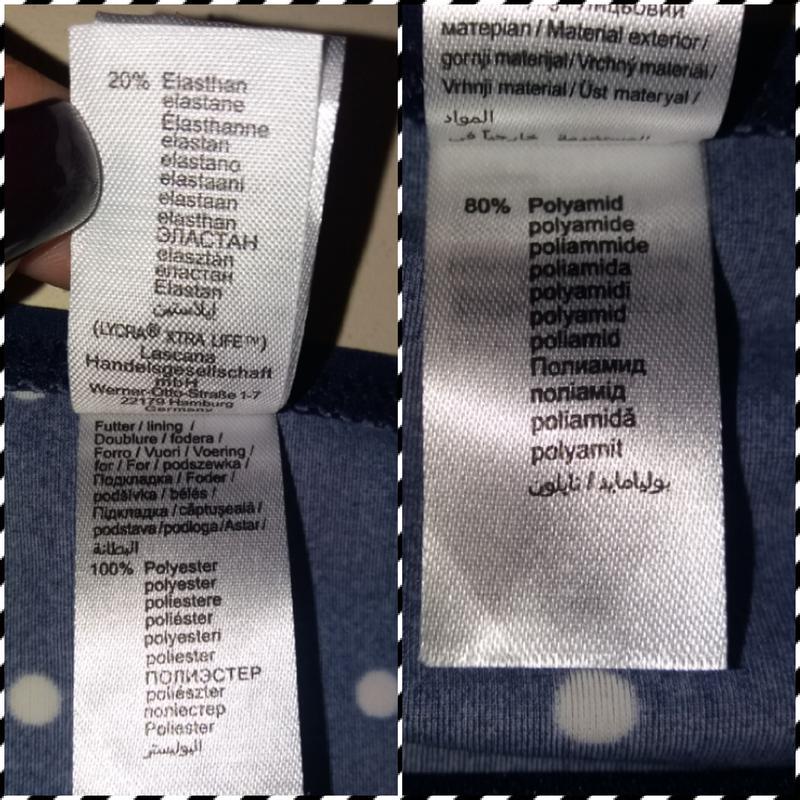 20% Elasthan
elastane
Élasthanne
elastan
elastano
elastaani
elastaan
elasthan
ЭЛАСТАН
elasztán
еластан
Elastan
ايلاستين
(LYCRA® XTRA LIFE™)
Lascana
Handelsgesellschaft
mbH
Werner-Otto-Straße 1-7
22179 Hamburg
Germany
Futter / lining /
Doublure / fodera /
Forro / Vuori / Voering /
for / For / podszewka /
Подкладка / Foder /
podšívka / bélés /
Підкладка / căptușeală /
podstava /podloga /Astar /
البطانة
100% Polyester
polyester
poliestere
poliéster
polyesteri
poliester
ПОЛИЭСТЕР
poliészter
поліестер
Poliester
البوليستر
матеріал / Material exterior /
gornji materijal / Vrchný materiál /
Vrhnji material / Üst materyal /
المواد
80% Polyamid
polyamide
poliammide
poliamida
polyamidi
polyamid
poliamid
Полиамид
поліамід
poliamidă
polyamit
بولياميد / نايلون